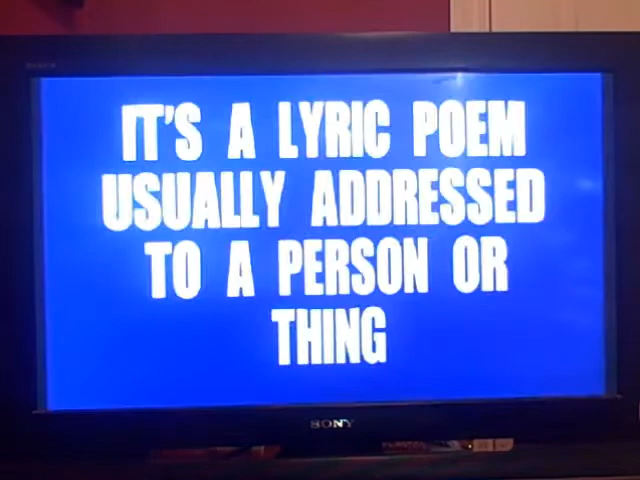 IT'S A LYRIC POEM
USUALLY ADDRESSED
TO A PERSON OR
THING
SONY